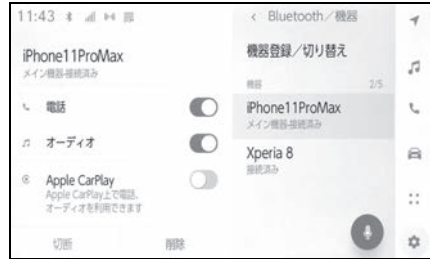 11:43
iPhone11ProMax
メイン機器-接続済み
電話
オーディオ
Apple CarPlay
Apple CarPlay上で電話、
オーディオを利用できます
切断
削除
< Bluetooth／機器
機器登録／切り替え
機器
2/5
iPhone11ProMax
メイン機器-接続済み
Xperia 8
接続済み